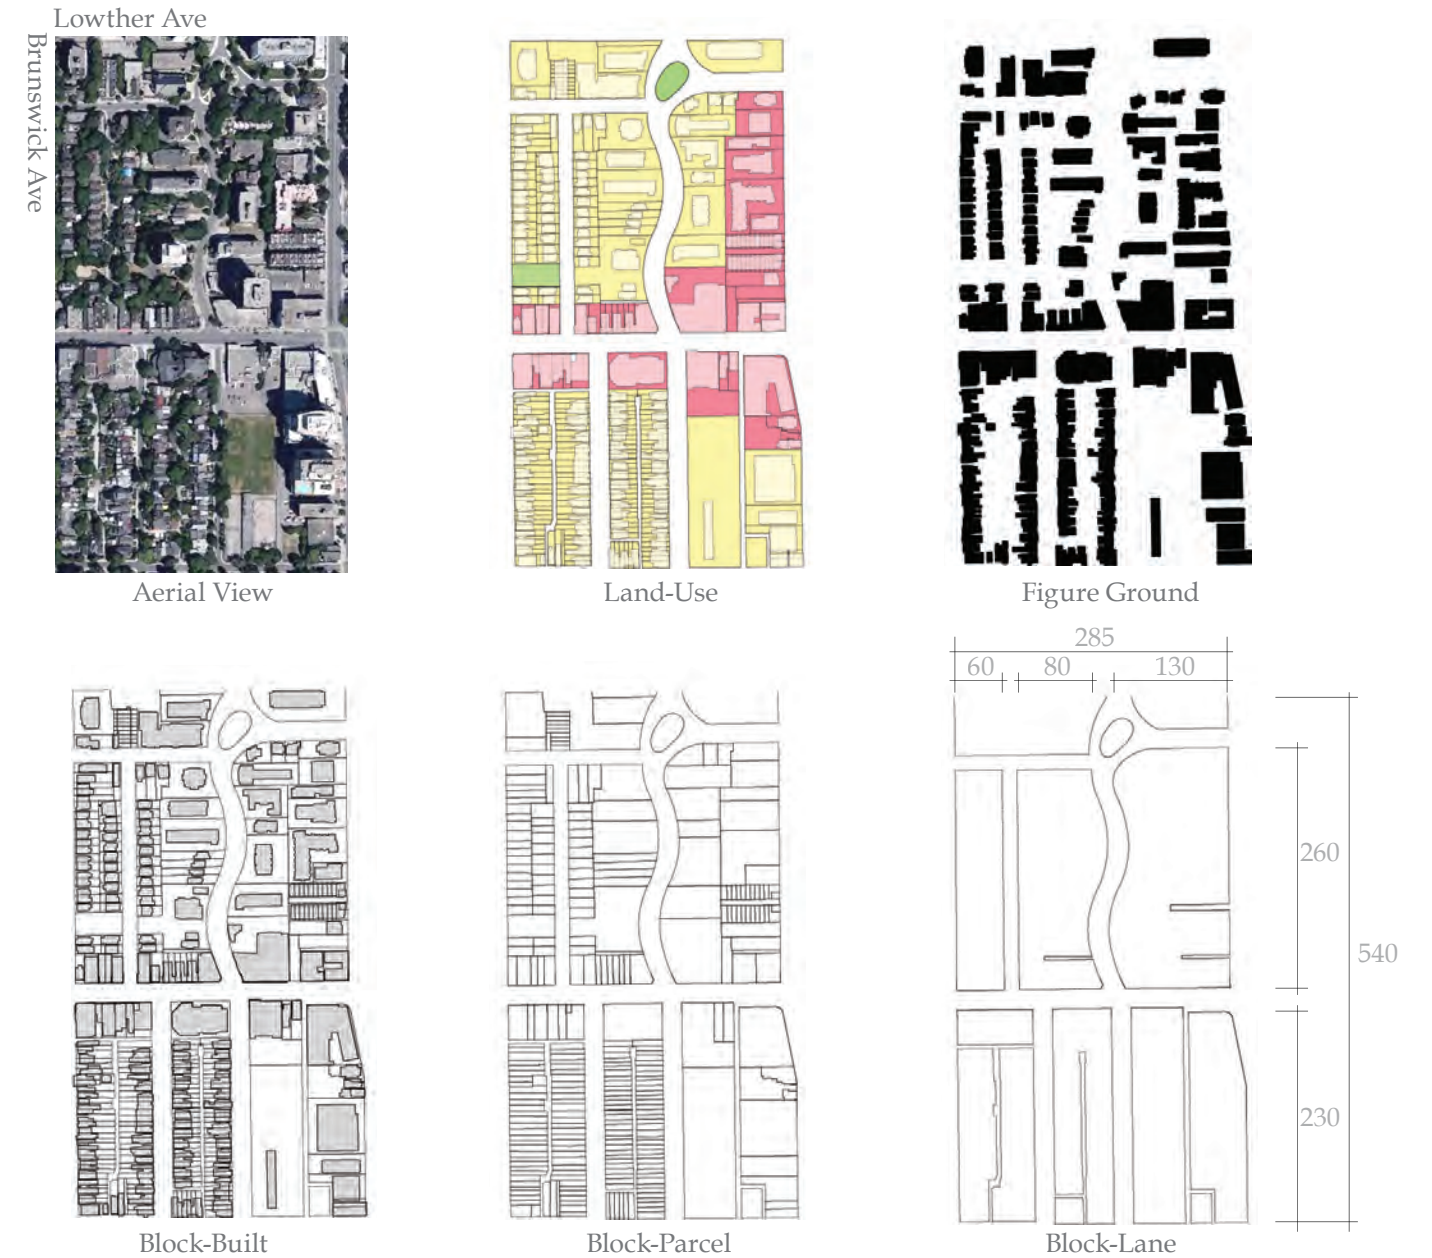 Lowther Ave
Brunswick Ave
Aerial View
Land-Use
Figure Ground
285
60
80
130
260
540
230
Block-Built
Block-Parcel
Block-Lane